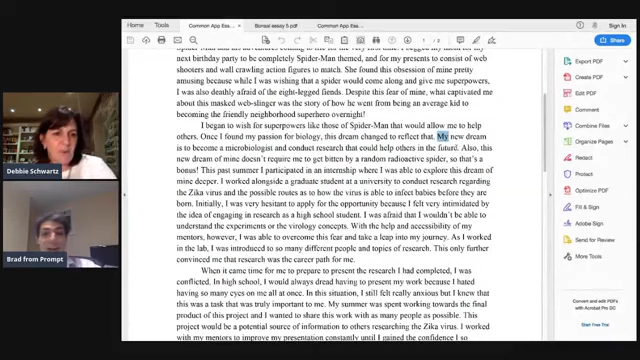 Home
Tools
Common App Ess...
Bonsai essay 5.pdf
Common App Esse...
Sign In
1 / 2
Spider-Man and his adventures coming to life for the very first time. I begged my mom for my
next birthday party to be completely Spider-Man themed, and for my presents to consist of web
shooters and wall crawling action figures to match. She found this obsession of mine pretty
amusing because while I was wishing that a spider would come along and give me superpowers,
I was also deathly afraid of the eight-legged fiends. Despite this fear of mine, what captivated me
about this masked web-slinger was the story of how he went from being an average kid to
becoming the friendly neighborhood superhero overnight!
I began to wish for superpowers like those of Spider-Man that would allow me to help
others. Once I found my passion for biology, this dream changed to reflect that. My new dream
is to become a microbiologist and conduct research that could help others in the future. Also, this
new dream of mine doesn't require me to get bitten by a random radioactive spider, so that's a
bonus! This past summer I participated in an internship where I was able to explore this dream of
mine deeper. I worked alongside a graduate student at a university to conduct research regarding
the Zika virus and the possible routes as to how the virus is able to infect babies before they are
born. Initially, I was very hesitant to apply for the opportunity because I felt very intimidated by
the idea of engaging in research as a high school student. I was afraid that I wouldn't be able to
understand the experiments or the virology concepts. With the help and accessibility of my
mentors, however, I was able to overcome this fear and take a leap into my journey. As I worked
in the lab, I was introduced to so many different people and topics of research. This only further
convinced me that research was the career path for me.
When it came time for me to prepare to present the research I had completed, I was
conflicted. In high school, I would always dread having to present my work because I hated
having so many eyes on me all at once. In this situation, I still felt really anxious but I knew that
this was a task that was truly important to me. My summer was spent working towards the final
product of this project and I wanted to share this work with as many people as possible. This
project would be a potential source of information to others researching the Zika virus. I worked
with my mentors to improve my presentation constantly until I gained the confidence I so
Export PDF
Create PDF
Edit PDF
Comment
Combine Files
Organize Pages
Redact
Protect
Optimize PDF
Fill & Sign
Adobe Sign
Send for Review
More Tools
Create, edit and sign PDF
forms & agreements
Start Free Trial
Debbie Schwartz
Brad from Prompt